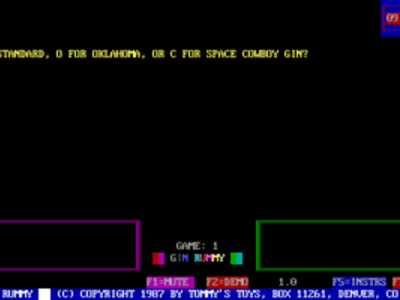 09
STANDARD, O FOR OKLAHOMA, OR C FOR SPACE COWBOY GIN?
GAME: 1
GIN RUMMY
F1=MUTE F2=DEMO 1.0 F5=INSTRS
RUMMY (C) COPYRIGHT 1987 BY TOMMY'S TOYS, BOX 11261, DENVER, CO